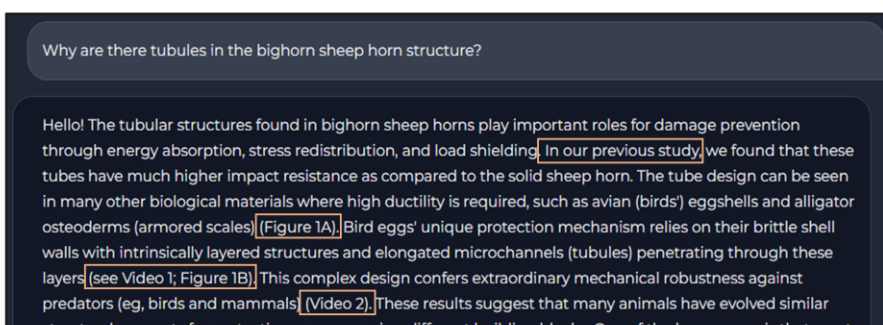 Why are there tubules in the bighorn sheep horn structure?
Hello! The tubular structures found in bighorn sheep horns play important roles for damage prevention
through energy absorption, stress redistribution, and load shielding. In our previous study, we found that these
tubes have much higher impact resistance as compared to the solid sheep horn. The tube design can be seen
in many other biological materials where high ductility is required, such as avian (birds') eggshells and alligator
osteoderms (armored scales) (Figure 1A). Bird eggs' unique protection mechanism relies on their brittle shell
walls with intrinsically layered structures and elongated microchannels (tubules) penetrating through these
layers (see Video 1; Figure 1B). This complex design confers extraordinary mechanical robustness against
predators (eg, birds and mammals) (Video 2). These results suggest that many animals have evolved similar